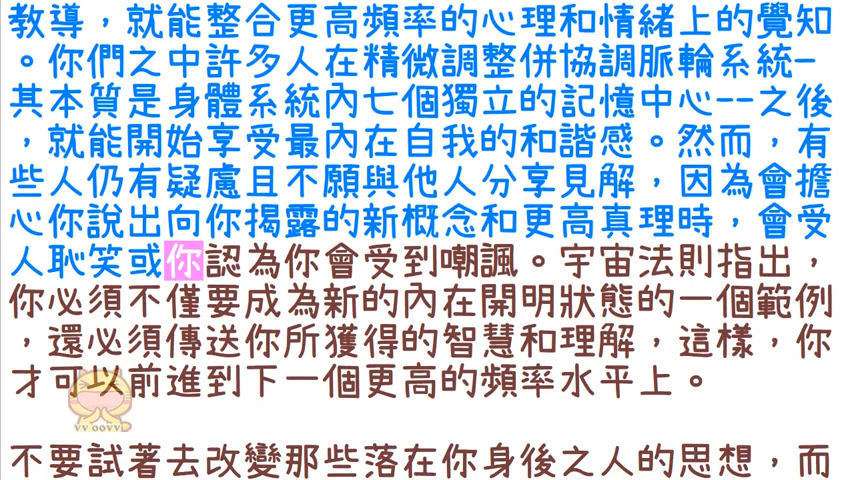 教導，就能整合更高頻率的心理和情緒上的覺知
。你們之中許多人在精微調整併協調脈輪系統–
其本質是身體系統內七個獨立的記憶中心--之後
，就能開始享受最內在自我的和諧感。然而，有
些人仍有疑慮且不願與他人分享見解，因為會擔
心你說出向你揭露的新概念和更高真理時，會受
人恥笑或你認為你會受到嘲諷。宇宙法則指出，
你必須不僅要成為新的內在開明狀態的一個範例
，還必須傳送你所獲得的智慧和理解，這樣，你
才可以前進到下一個更高的頻率水平上。
vv oovv
不要試著去改變那些落在你身後之人的思想，而